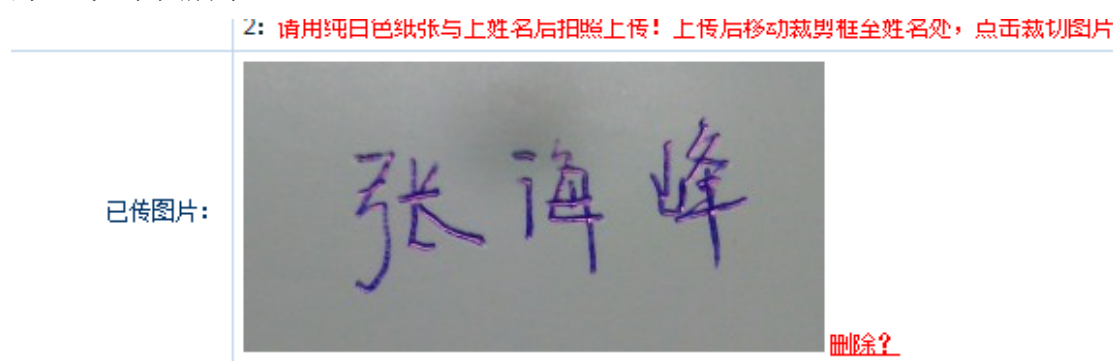 2：请用纯白色纸张写上姓名后拍照上传！上传后移动裁剪框至姓名处，点击裁切图片
已传图片：
张海峰
删除？